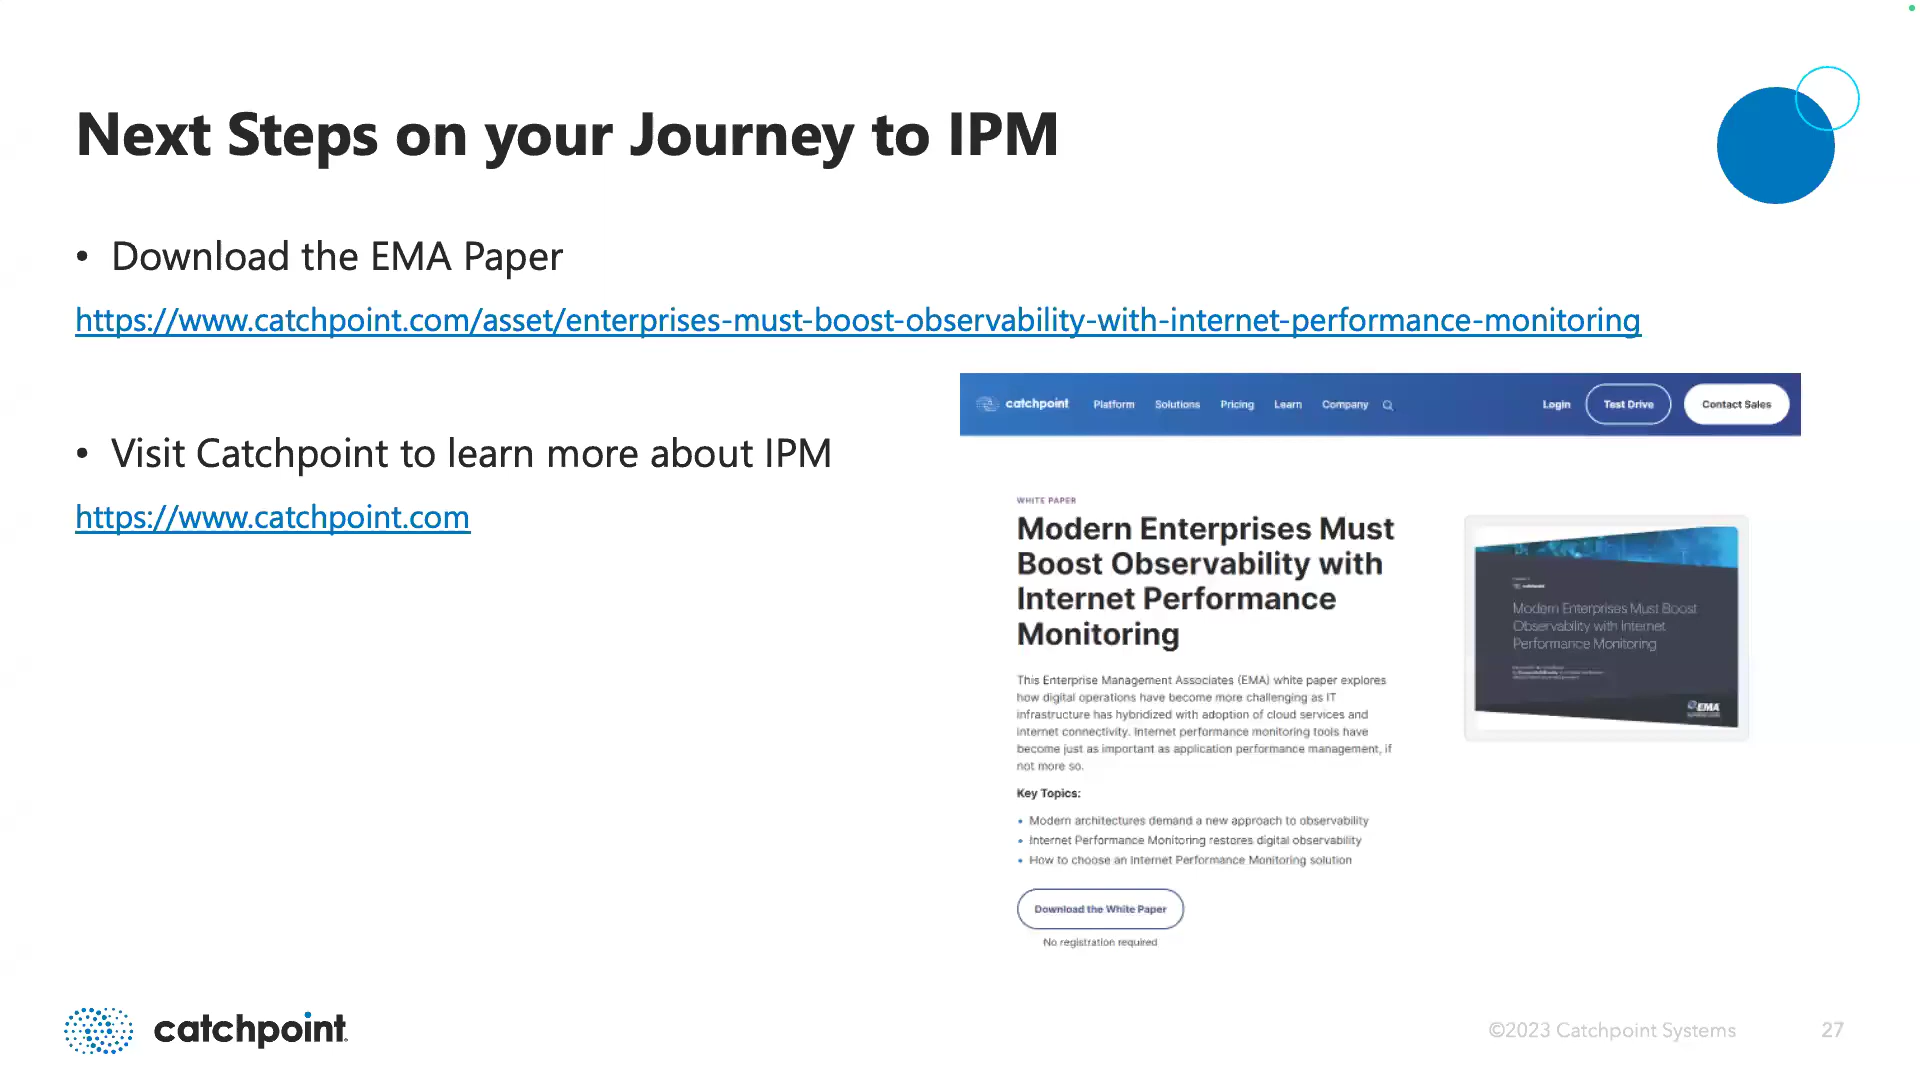 Next Steps on your Journey to IPM
• Download the EMA Paper
https://www.catchpoint.com/asset/enterprises-must-boost-observability-with-internet-performance-monitoring
• Visit Catchpoint to learn more about IPM
https://www.catchpoint.com
catchpoint Platform Solutions Pricing Learn Company Login Test Drive Contact Sales
WHITE PAPER
Modern Enterprises Must
Boost Observability with
Internet Performance
Monitoring
This Enterprise Management Associates (EMA) white paper explores
how digital operations have become more challenging as IT
infrastructure has hybridized with adoption of cloud services and
internet connectivity. Internet performance monitoring tools have
become just as important as application performance management, if
not more so.
Key Topics:
• Modern architectures demand a new approach to observability
• Internet Performance Monitoring restores digital observability
• How to choose an Internet Performance Monitoring solution
Download the White Paper
No registration required
catchpoint
Modern Enterprises Must Boost
Observability with Internet
Performance Monitoring
EMA
catchpoint.
©2023 Catchpoint Systems
27